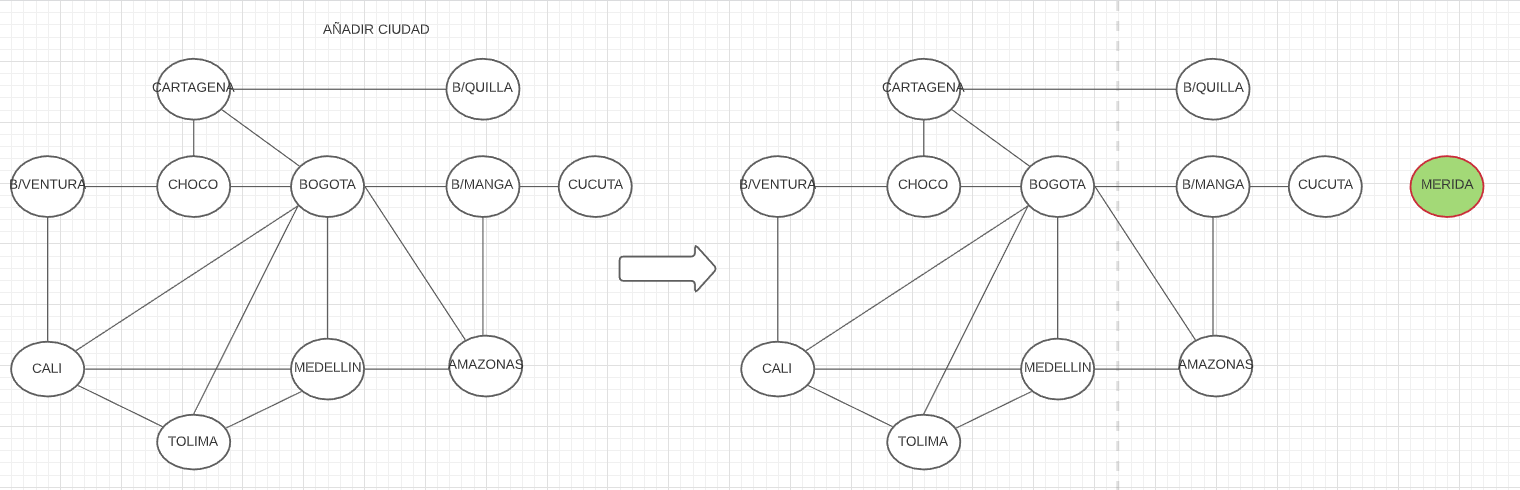 AÑADIR CIUDAD
CARTAGENA
B/QUILLA
B/VENTURA
CHOCO
BOGOTA
B/MANGA
CUCUTA
CALI
MEDELLIN
AMAZONAS
TOLIMA
CARTAGENA
B/QUILLA
B/VENTURA
CHOCO
BOGOTA
B/MANGA
CUCUTA
MERIDA
CALI
MEDELLIN
AMAZONAS
TOLIMA